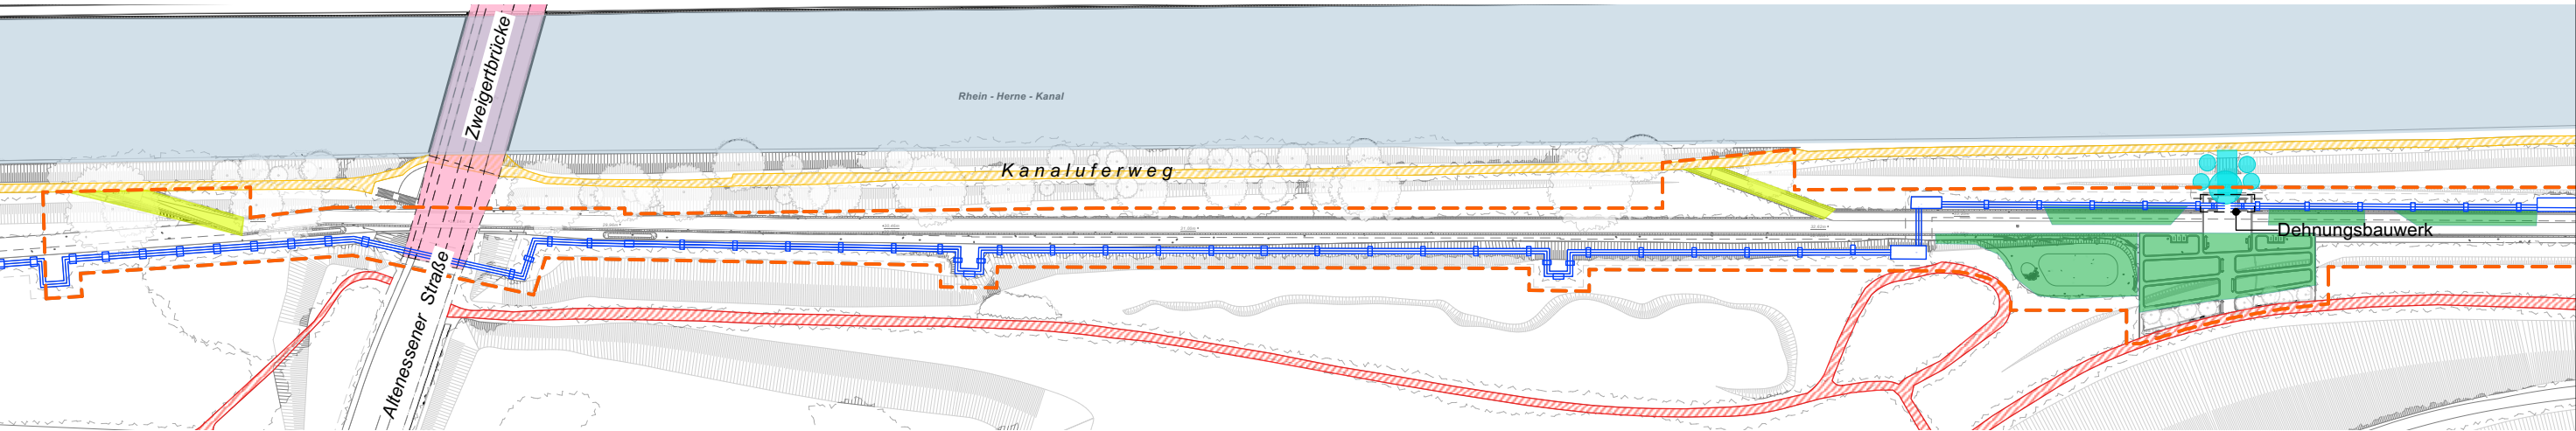 Zweigertbrücke
Rhein - Herne - Kanal
Kanaluferweg
Dehnungsbauwerk
Altenessener Straße